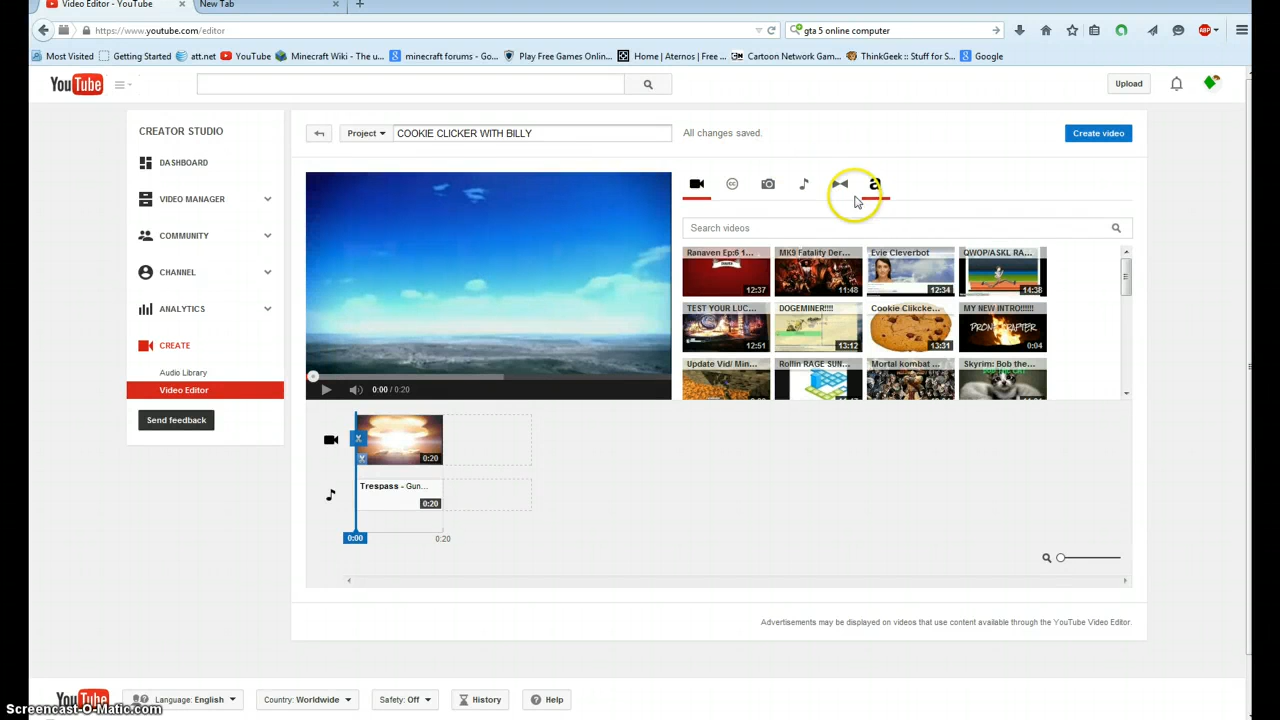 Video Editor - YouTube
New Tab
https://www.youtube.com/editor
gta 5 online computer
Most Visited
Getting Started
att.net
YouTube
Minecraft Wiki - The u...
minecraft forums - Go...
Play Free Games Onlin...
Home | Aternos | Free ...
Cartoon Network Gam...
ThinkGeek :: Stuff for S...
Google
YouTube
Upload
CREATOR STUDIO
DASHBOARD
VIDEO MANAGER
COMMUNITY
CHANNEL
ANALYTICS
CREATE
Audio Library
Video Editor
Send feedback
Project
COOKIE CLICKER WITH BILLY
All changes saved.
Create video
CC
a
Search videos
Ranaven Ep:6 1...
12:37
MK9 Fatality Der...
11:48
Evie Cleverbot
12:34
QWOP/ASKL RA...
14:38
TEST YOUR LUC...
12:51
DOGEMINER!!!!
13:12
Cookie Clikcke...
13:31
MY NEW INTRO!!!!!!
0:04
Update Vid/ Min...
Rollin RAGE SUN...
Mortal kombat ...
Skyrim: Bob the...
0:00 / 0:20
0:20
Trespass - Gun...
0:20
0:00
0:20
Advertisements may be displayed on videos that use content available through the YouTube Video Editor.
YouTube
Language: English
Country: Worldwide
Safety: Off
History
Help
Screencast-O-Matic.com